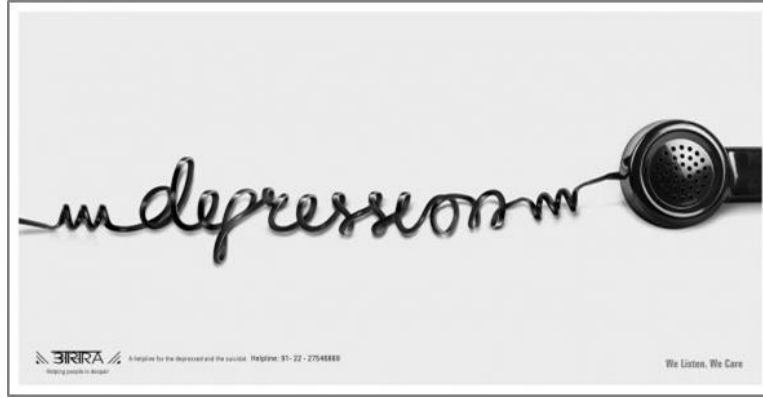 depression
आसरा
Helping people in despair
A helpline for the depressed and the suicidal Helpline: 91- 22 - 27546669
We Listen. We Care